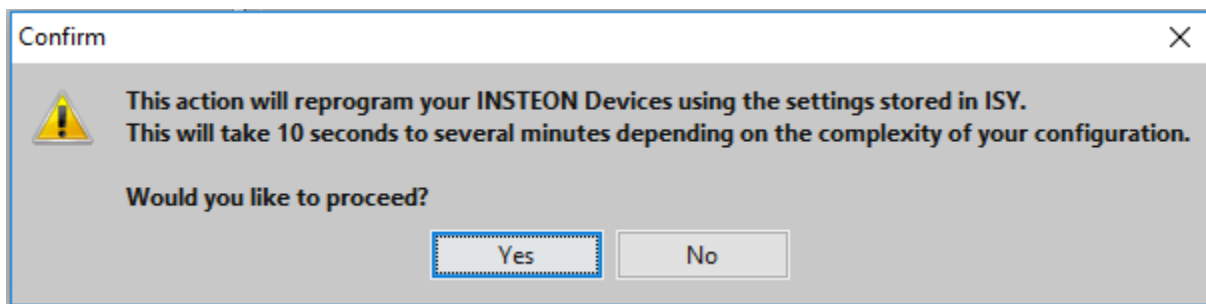 Confirm
This action will reprogram your INSTEON Devices using the settings stored in ISY.
This will take 10 seconds to several minutes depending on the complexity of your configuration.
Would you like to proceed?
Yes No